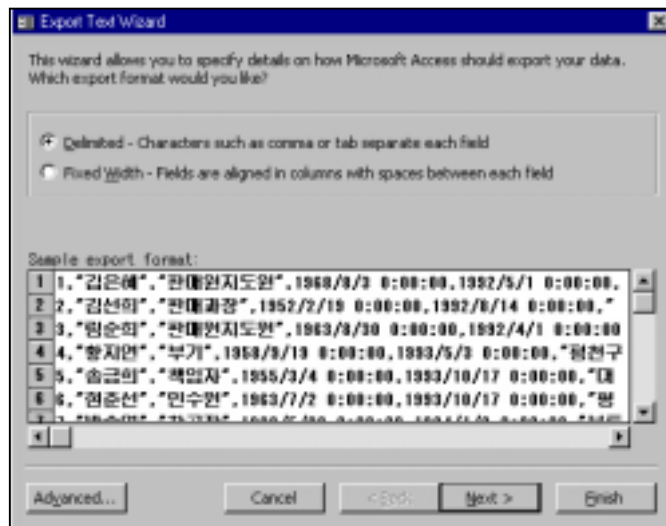 Export Text Wizard
This wizard allows you to specify details on how Microsoft Access should export your data.
Which export format would you like?
Delimited - Characters such as comma or tab separate each field
Fixed Width - Fields are aligned in columns with spaces between each field
Sample export format:
1 1,"김은혜","판매원지도원",1968/8/3 0:00:00,1992/5/1 0:00:00,
2 2,"김선희","판매과장",1952/2/19 0:00:00,1992/8/14 0:00:00,"
3 3,"림순희","판매원지도원",1963/8/30 0:00:00,1992/4/1 0:00:00
4 4,"황지연","부기",1958/9/19 0:00:00,1993/5/3 0:00:00,"평천구
5 5,"송금희","책임자",1955/3/4 0:00:00,1993/10/17 0:00:00,"대
6 6,"현준선","인수원",1963/7/2 0:00:00,1993/10/17 0:00:00,"평
Advanced... Cancel < Back Next > Finish